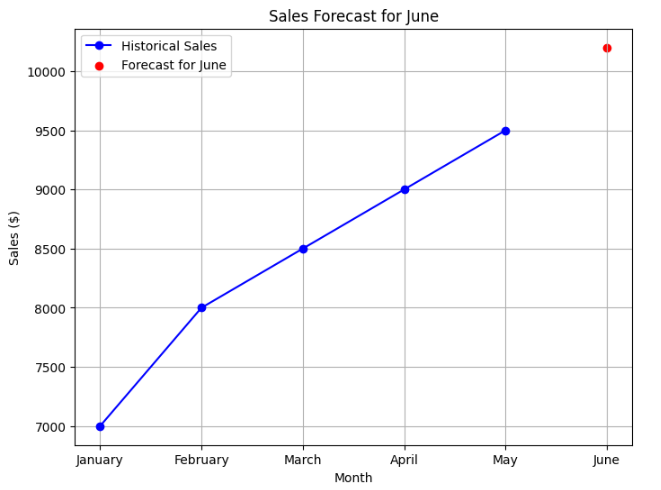 Sales Forecast for June
Historical Sales
Forecast for June
Sales ($)
10000
9500
9000
8500
8000
7500
7000
January February March April May June
Month